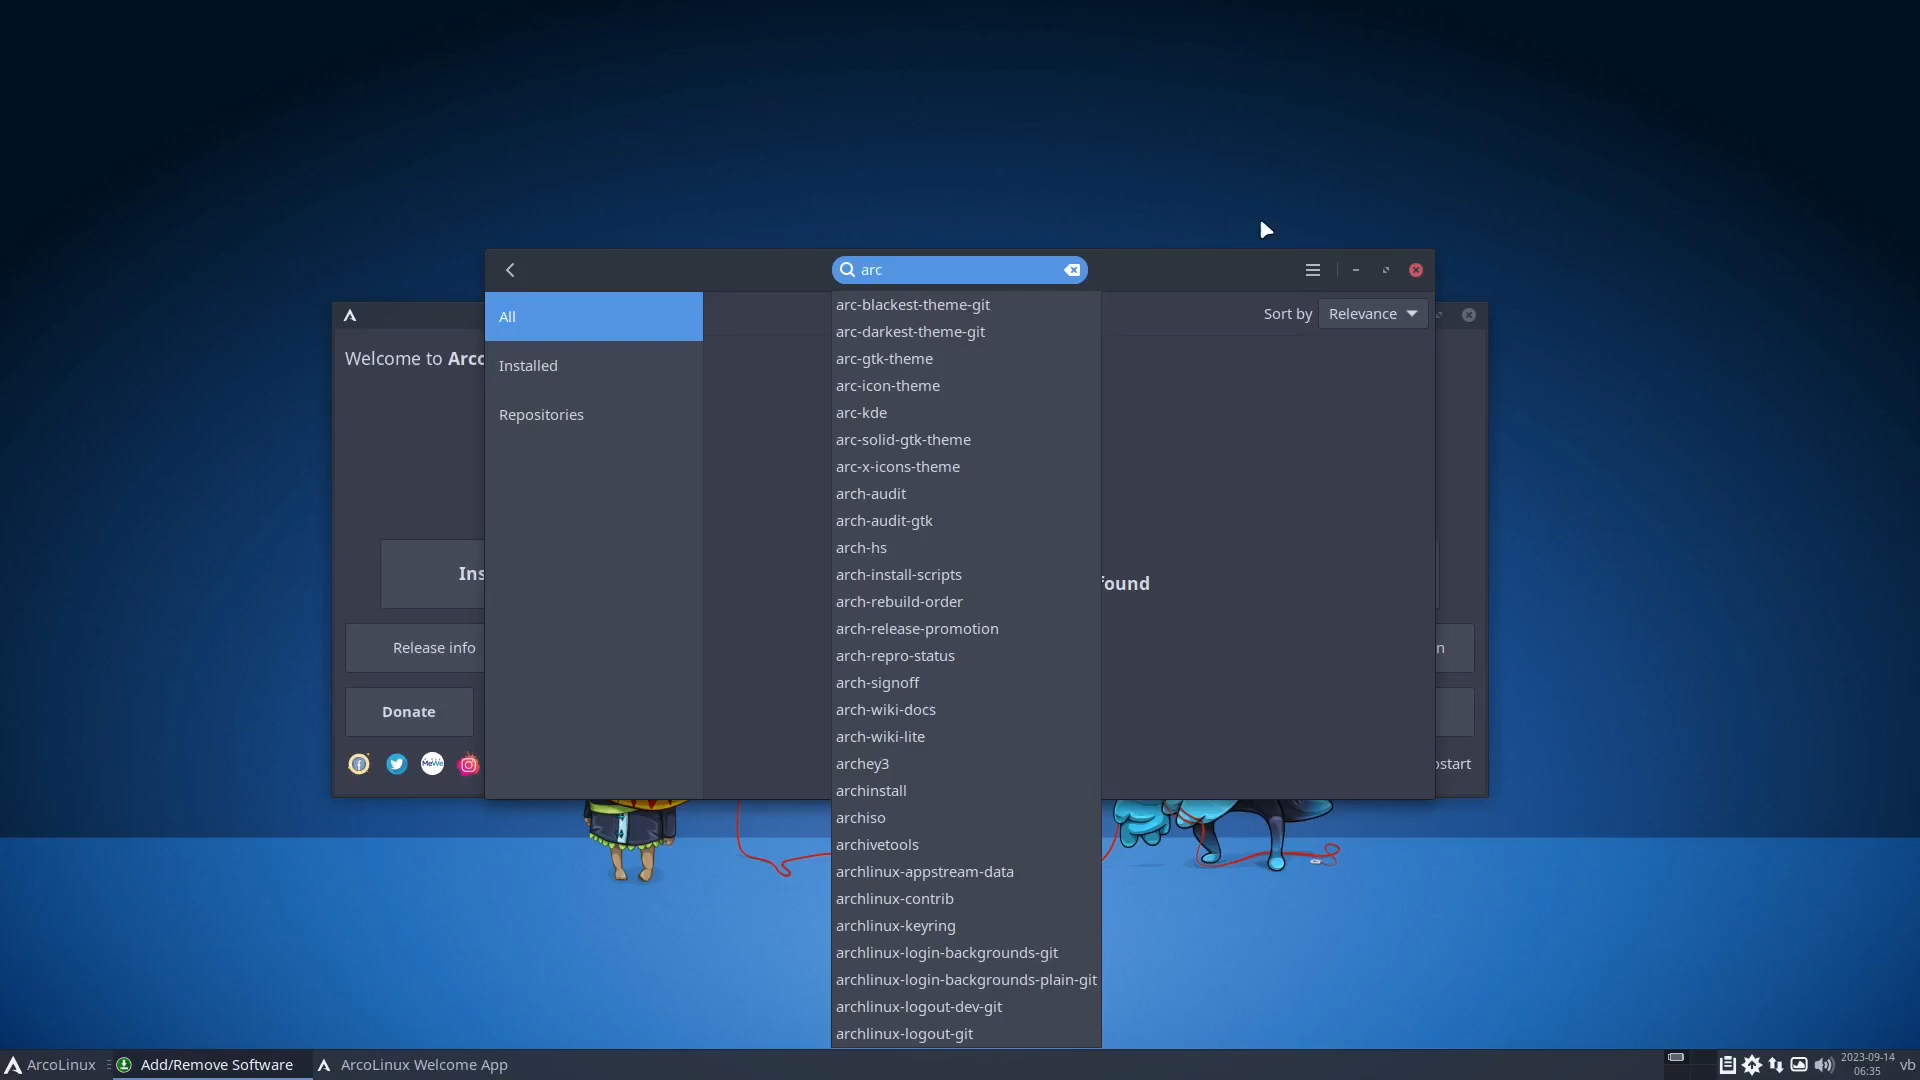 arc
All
Installed
Repositories
Sort by
Relevance
Welcome to Arco
Release info
Donate
MeWe
arc-blackest-theme-git
arc-darkest-theme-git
arc-gtk-theme
arc-icon-theme
arc-kde
arc-solid-gtk-theme
arc-x-icons-theme
arch-audit
arch-audit-gtk
arch-hs
arch-install-scripts
arch-rebuild-order
arch-release-promotion
arch-repro-status
arch-signoff
arch-wiki-docs
arch-wiki-lite
archey3
archinstall
archiso
archivetools
archlinux-appstream-data
archlinux-contrib
archlinux-keyring
archlinux-login-backgrounds-git
archlinux-login-backgrounds-plain-git
archlinux-logout-dev-git
archlinux-logout-git
found
ArcoLinux
Add/Remove Software
ArcoLinux Welcome App
2023-09-14
06:35
vb